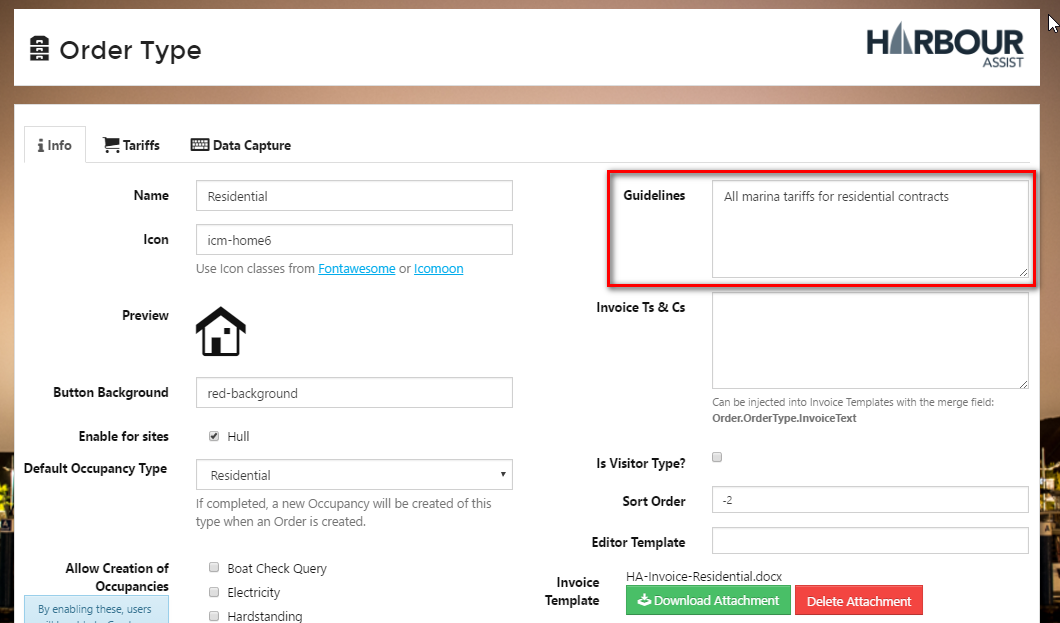 Order Type
HARBOUR
ASSIST
Info
Tariffs
Data Capture
Name
Residential
Icon
icm-home6
Use Icon classes from Fontawesome or Icomoon
Preview
Button Background
red-background
Enable for sites
Hull
Default Occupancy Type
Residential
If completed, a new Occupancy will be created of this
type when an Order is created.
Allow Creation of
Occupancies
By enabling these, users
Boat Check Query
Electricity
Hardstanding
Guidelines
All marina tariffs for residential contracts
Invoice Ts & Cs
Can be injected into Invoice Templates with the merge field:
Order.OrderType.InvoiceText
Is Visitor Type?
Sort Order
-2
Editor Template
Invoice
Template
HA-Invoice-Residential.docx
Download Attachment
Delete Attachment